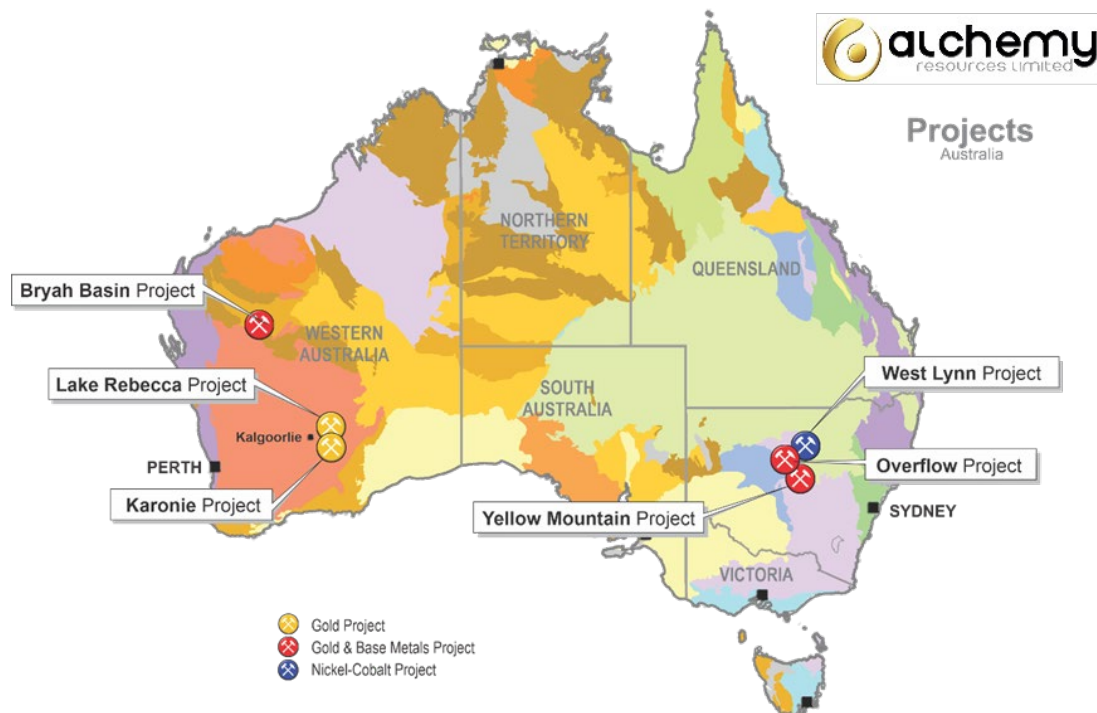 alchemy
resources limited
Projects
Australia
NORTHERN
TERRITORY
QUEENSLAND
Bryah Basin Project
WESTERN
AUSTRALIA
Lake Rebecca Project
SOUTH
AUSTRALIA
West Lynn Project
Kalgoorlie
PERTH
Overflow Project
Karonie Project
Yellow Mountain Project
SYDNEY
VICTORIA
Gold Project
Gold & Base Metals Project
Nickel-Cobalt Project